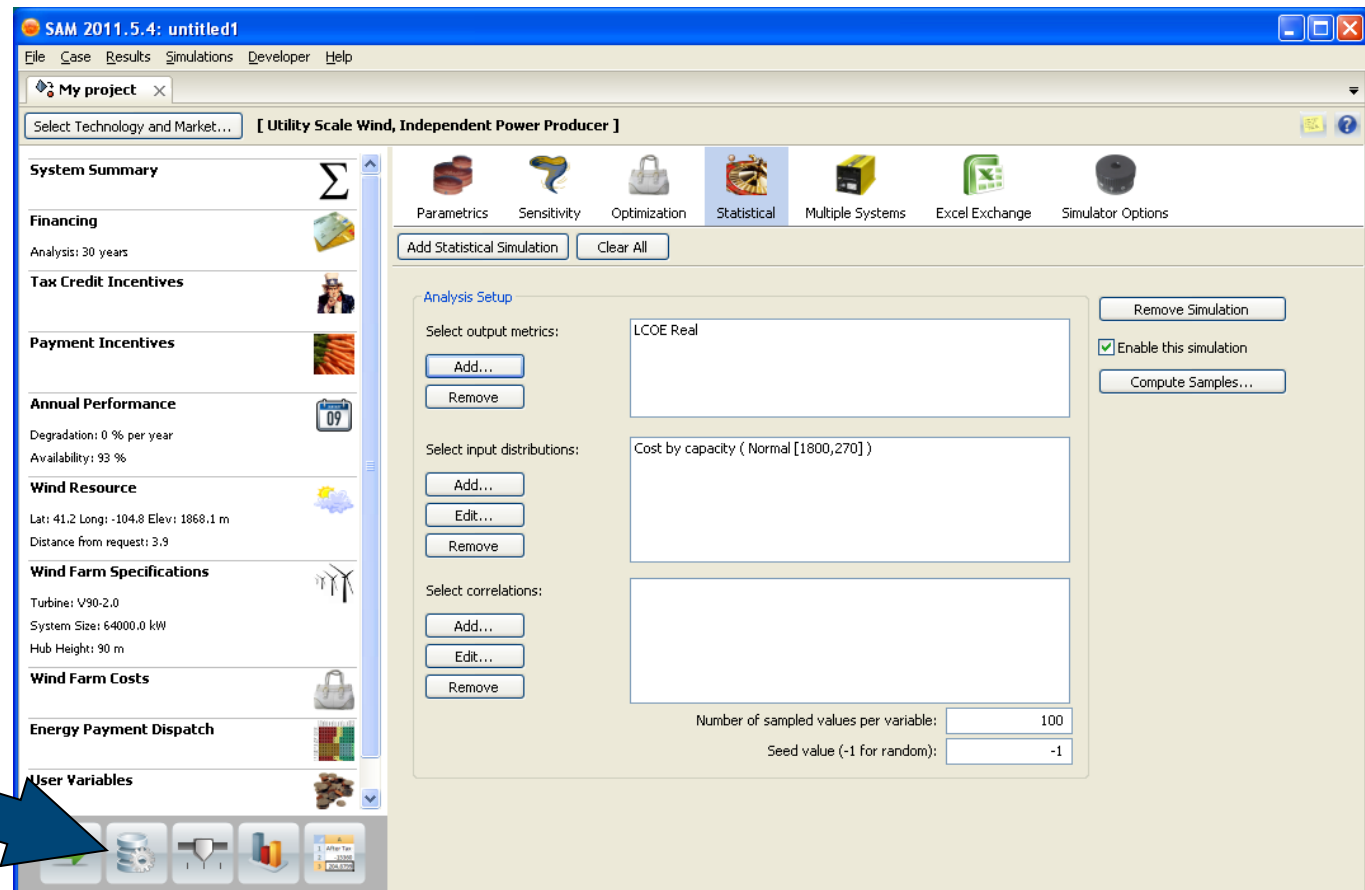 SAM 2011.5.4: untitled1
File Case Results Simulations Developer Help
My project
Select Technology and Market... [ Utility Scale Wind, Independent Power Producer ]
System Summary
Financing
Analysis: 30 years
Tax Credit Incentives
Payment Incentives
Annual Performance
Degradation: 0 % per year
Availability: 93 %
Wind Resource
Lat: 41.2 Long: -104.8 Elev: 1868.1 m
Distance from request: 3.9
Wind Farm Specifications
Turbine: V90-2.0
System Size: 64000.0 kW
Hub Height: 90 m
Wind Farm Costs
Energy Payment Dispatch
User Variables
Parametrics Sensitivity Optimization Statistical Multiple Systems Excel Exchange Simulator Options
Add Statistical Simulation Clear All
Analysis Setup
Select output metrics:
Add...
Remove
LCOE Real
Select input distributions:
Add...
Edit...
Remove
Cost by capacity ( Normal [1800,270] )
Select correlations:
Add...
Edit...
Remove
Number of sampled values per variable: 100
Seed value (-1 for random): -1
Remove Simulation
Enable this simulation
Compute Samples...
09
After Tax